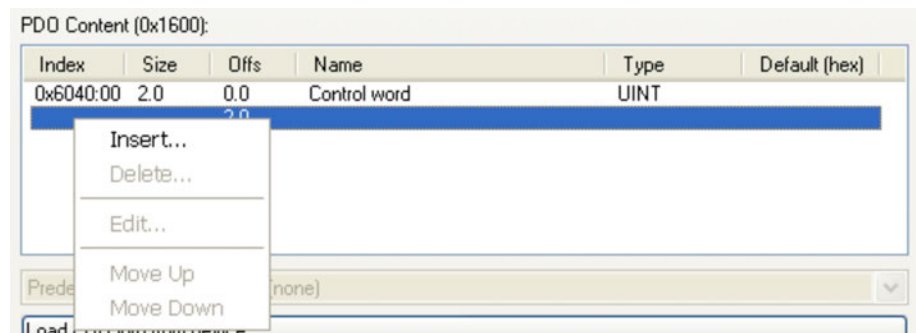 PDO Content (0x1600):
Index Size Offs Name Type Default (hex)
0x6040:00 2.0 0.0 Control word UINT
2.0
Insert...
Delete...
Edit...
Move Up
Prede (none)
Move Down
Load